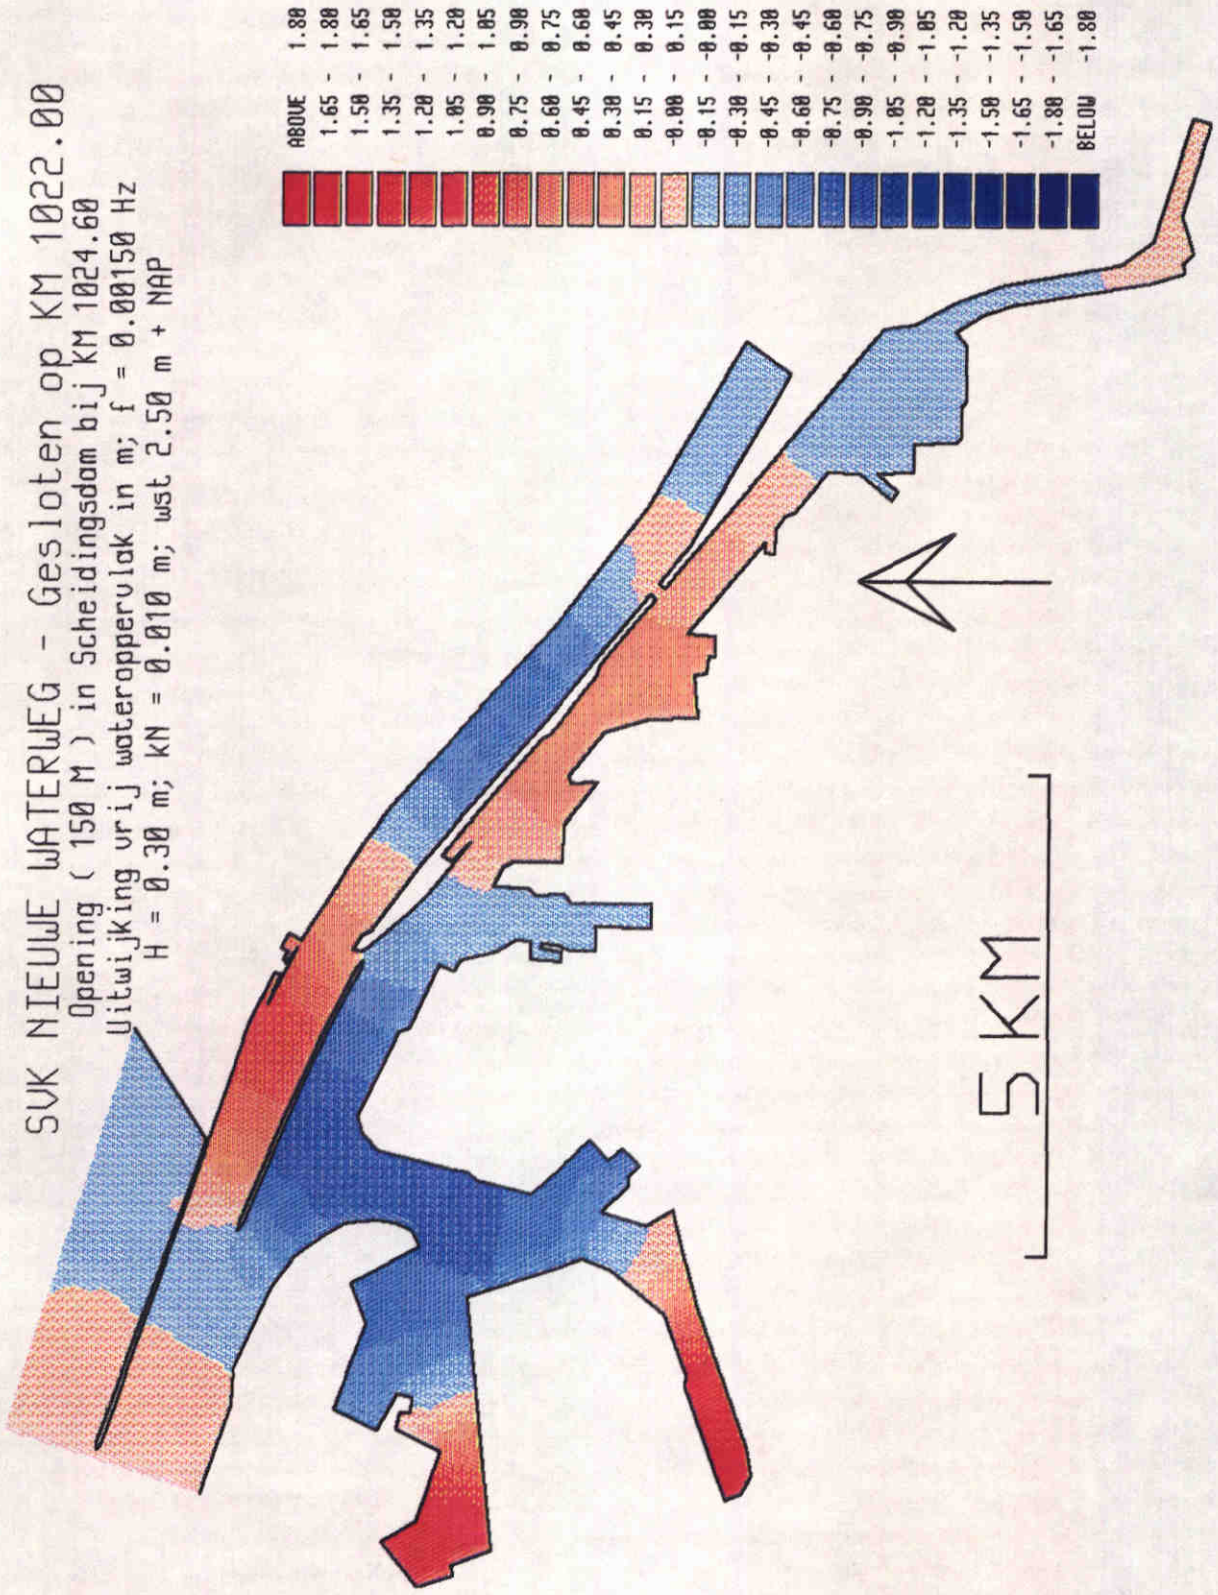 SVK NIEUWE WATERWEG - Gesloten op KM 1022.00
Opening ( 150 M ) in Scheidingsdam bij KM 1024.60
Uitwijking vrij wateroppervlak in m; f = 0.00150 Hz
H = 0.30 m; kN = 0.010 m; wst 2.50 m + NAP
ABOVE 1.80
1.65 - 1.80
1.50 - 1.65
1.35 - 1.50
1.20 - 1.35
1.05 - 1.20
0.90 - 1.05
0.75 - 0.90
0.60 - 0.75
0.45 - 0.60
0.30 - 0.45
0.15 - 0.30
-0.00 - 0.15
-0.15 - -0.00
-0.30 - -0.15
-0.45 - -0.30
-0.60 - -0.45
-0.75 - -0.60
-0.90 - -0.75
-1.05 - -0.90
-1.20 - -1.05
-1.35 - -1.20
-1.50 - -1.35
-1.65 - -1.50
-1.80 - -1.65
BELOW -1.80
5 KM